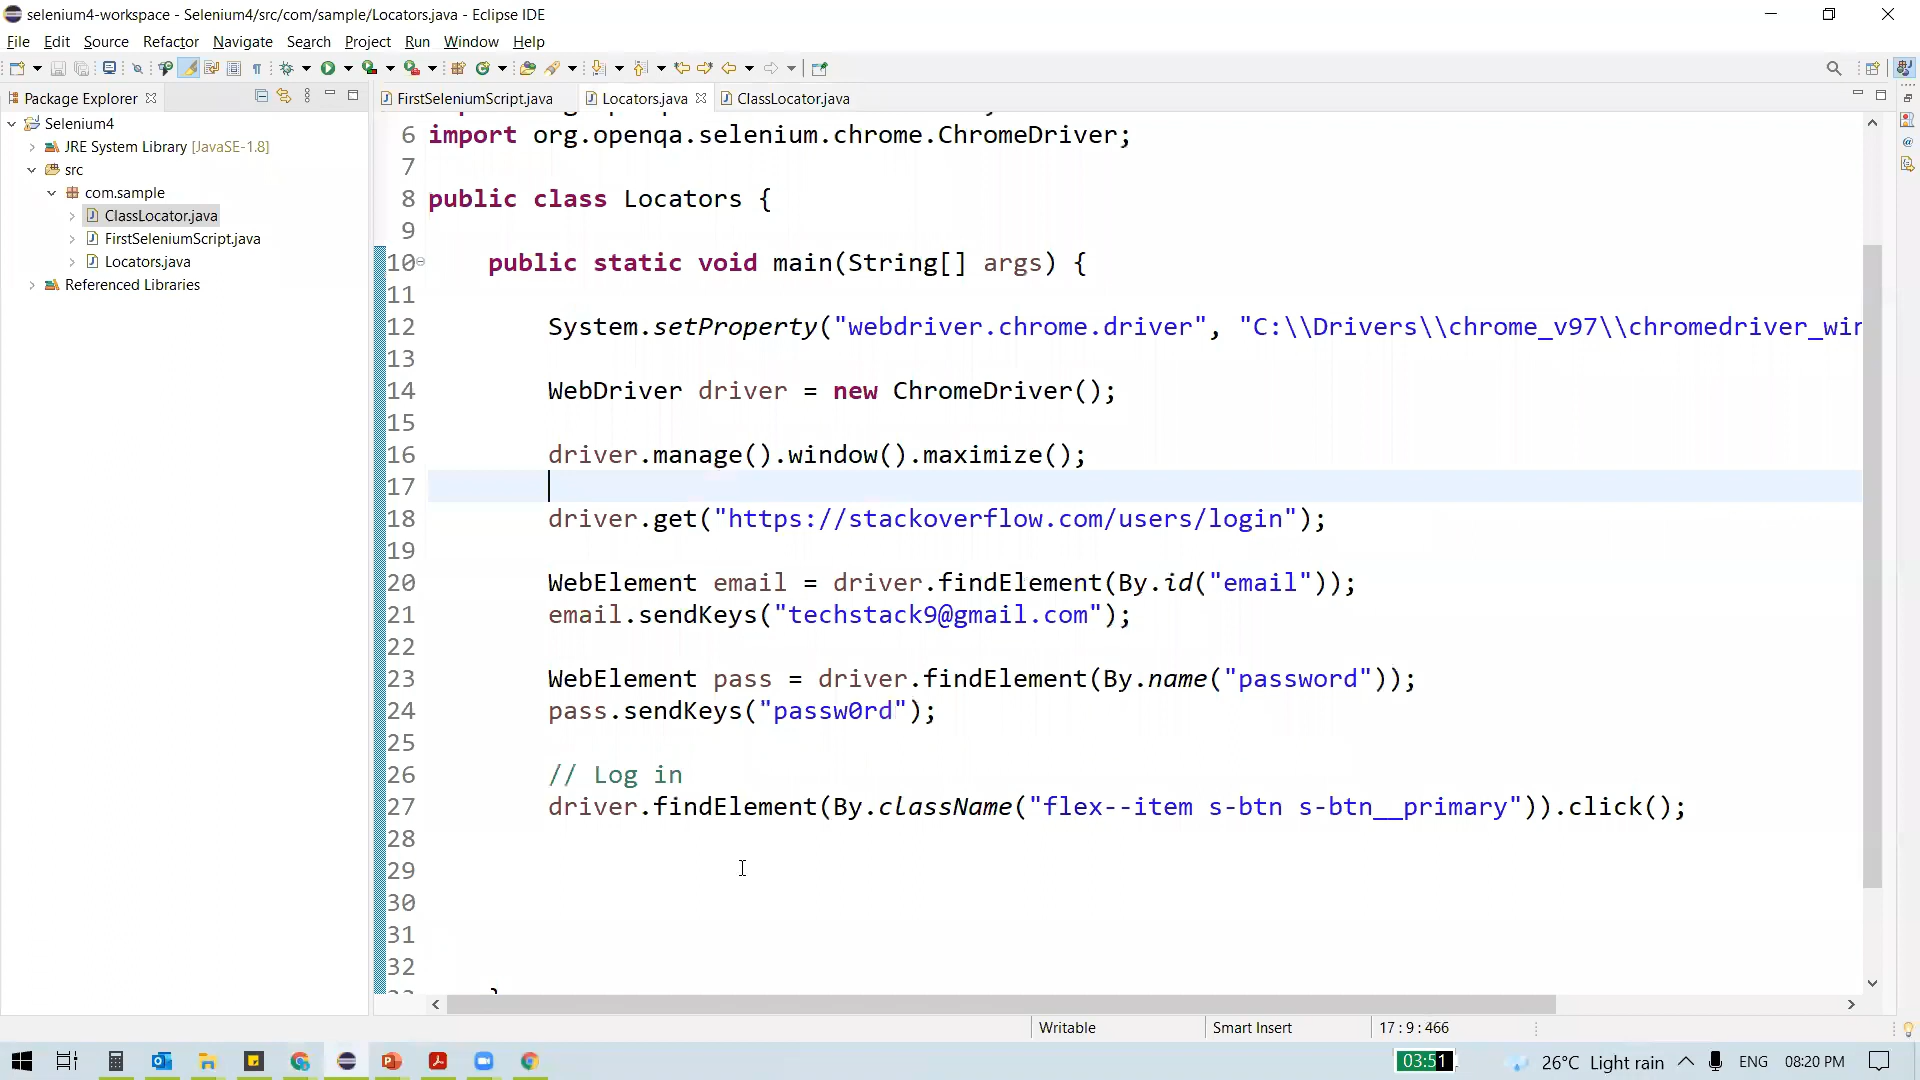 selenium4-workspace - Selenium4/src/com/sample/Locators.java - Eclipse IDE
File Edit Source Refactor Navigate Search Project Run Window Help
Package Explorer
FirstSeleniumScript.java Locators.java ClassLocator.java
Selenium4
JRE System Library [JavaSE-1.8]
src
com.sample
ClassLocator.java
FirstSeleniumScript.java
Locators.java
Referenced Libraries
6 import org.openqa.selenium.chrome.ChromeDriver;
7
8 public class Locators {
9
10 public static void main(String[] args) {
11
12 System.setProperty("webdriver.chrome.driver", "C:\\Drivers\\chrome_v97\\chromedriver_win
13
14 WebDriver driver = new ChromeDriver();
15
16 driver.manage().window().maximize();
17
18 driver.get("https://stackoverflow.com/users/login");
19
20 WebElement email = driver.findElement(By.id("email"));
21 email.sendKeys("techstack9@gmail.com");
22
23 WebElement pass = driver.findElement(By.name("password"));
24 pass.sendKeys("passw0rd");
25
26 // Log in
27 driver.findElement(By.className("flex--item s-btn s-btn__primary")).click();
28
29
30
31
32
Writable Smart Insert 17 : 9 : 466
03:51 26°C Light rain ENG 08:20 PM